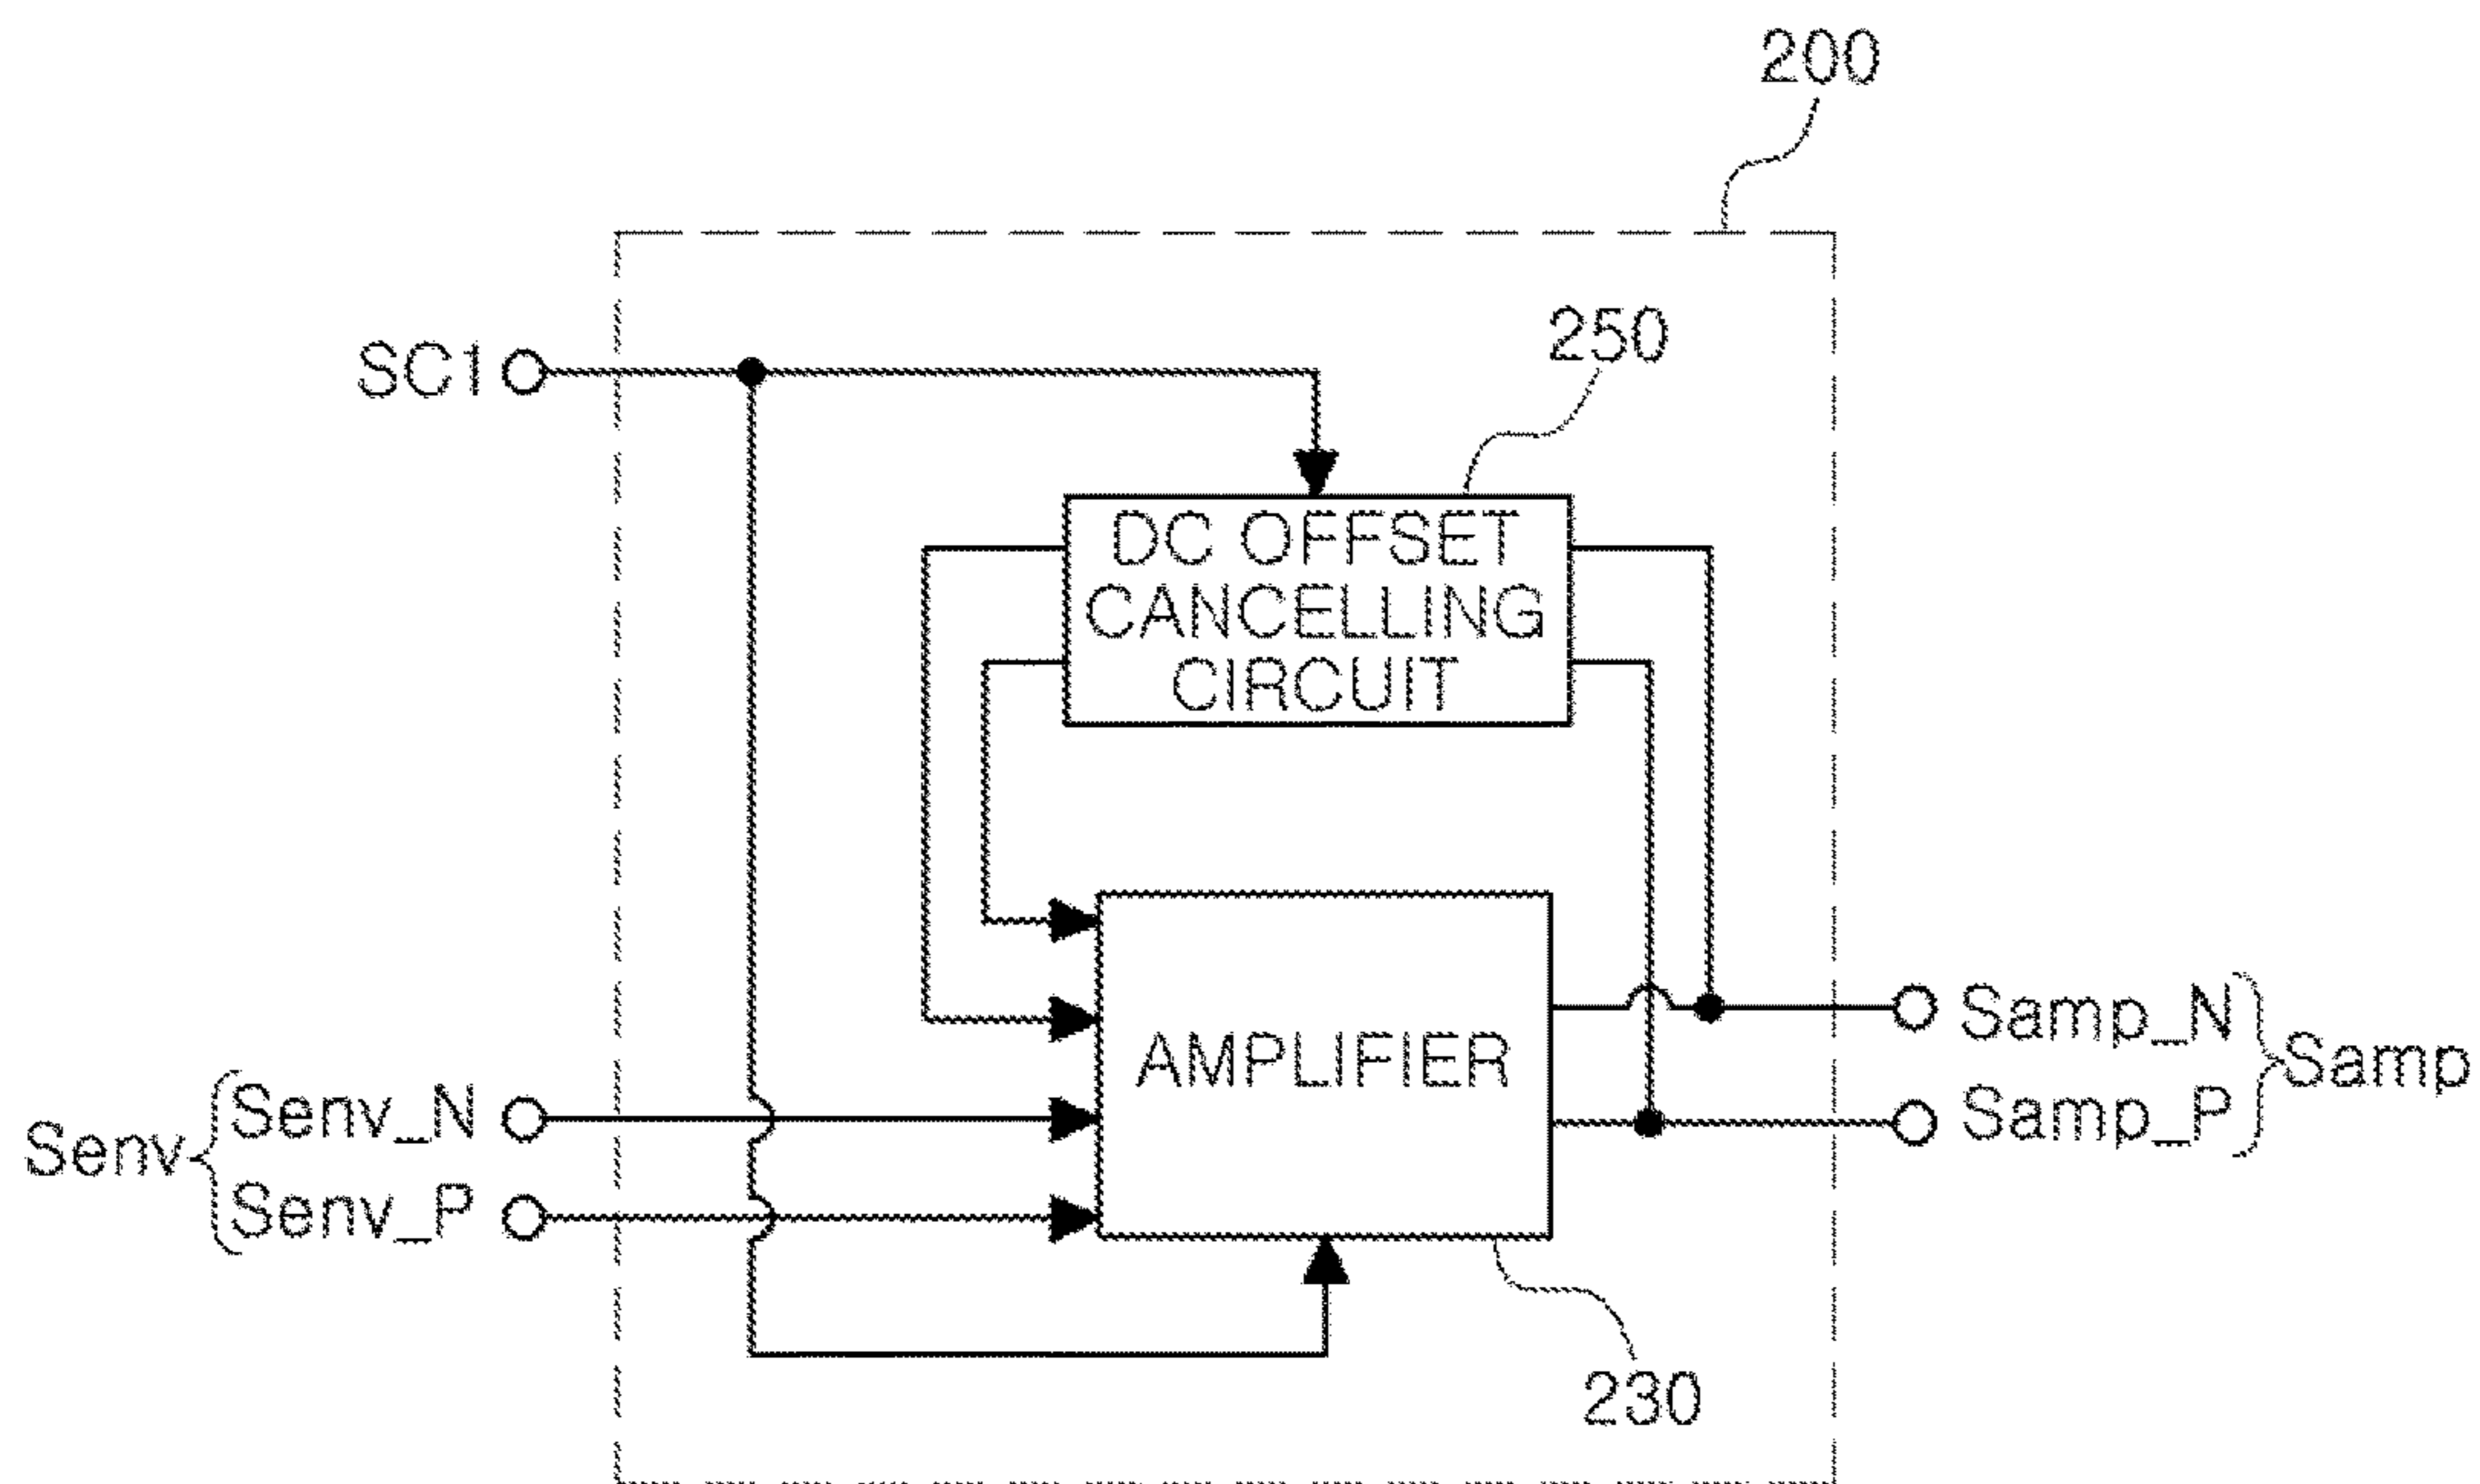 200
SC1
250
DC OFFSET
CANCELLING
CIRCUIT
AMPLIFIER
Senv
Senv_N
Senv_P
Samp_N
Samp_P
Samp
230